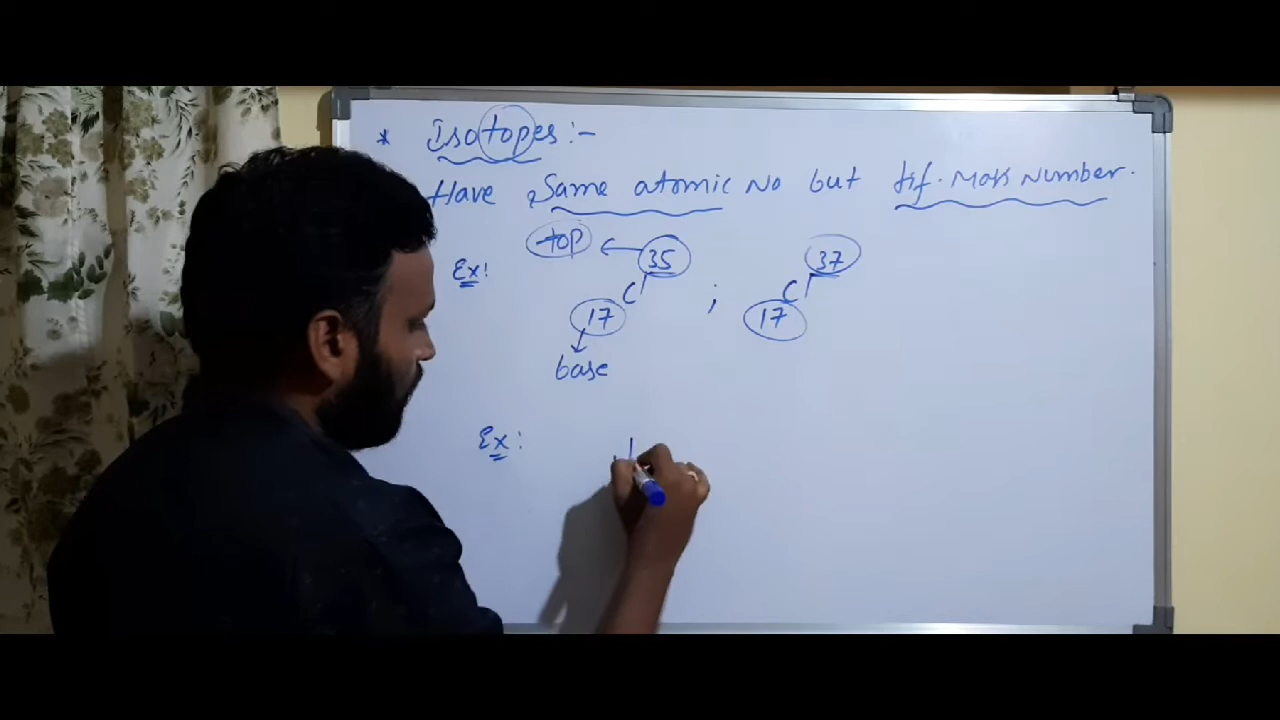 * Isotopes:-
Have Same atomic No but dif. Mass Number.
top ← 35 37
Ex: Cl ; Cl
17 17
base
Ex: